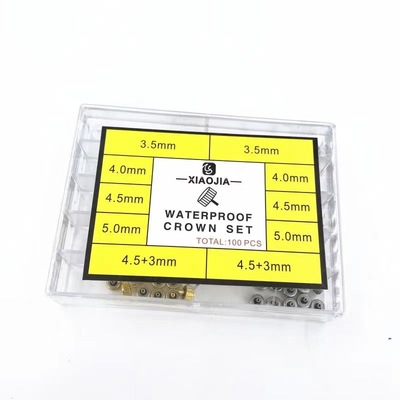 3.5mm 3.5mm
4.0mm XIAOJIA 4.0mm
4.5mm WATERPROOF 4.5mm
CROWN SET
5.0mm TOTAL:100 PCS 5.0mm
4.5+3mm 4.5+3mm